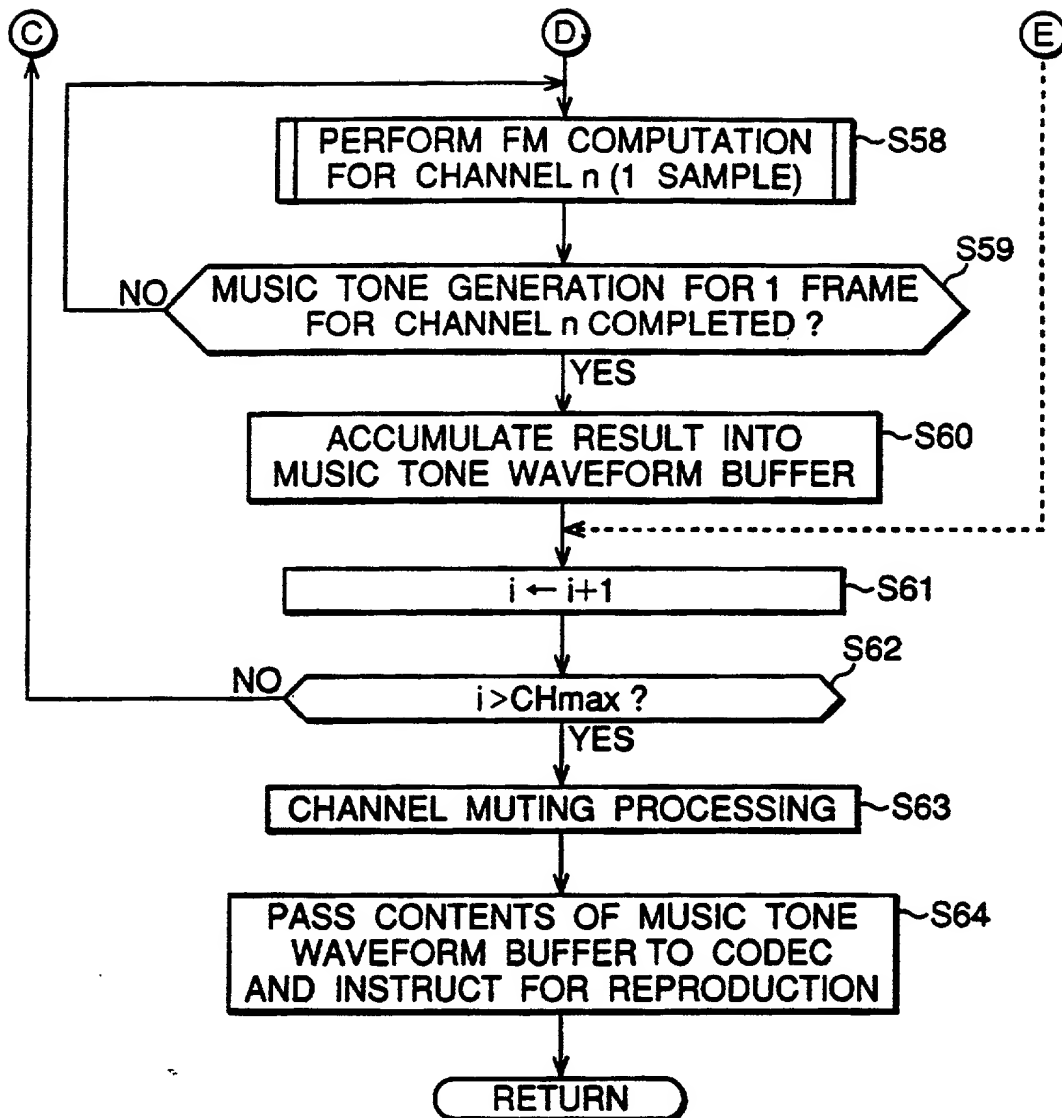 C
D
E
PERFORM FM COMPUTATION
FOR CHANNEL n (1 SAMPLE)
S58
S59
NO
MUSIC TONE GENERATION FOR 1 FRAME
FOR CHANNEL n COMPLETED ?
YES
ACCUMULATE RESULT INTO
MUSIC TONE WAVEFORM BUFFER
S60
i ← i+1
S61
S62
NO
i > CHmax ?
YES
CHANNEL MUTING PROCESSING
S63
PASS CONTENTS OF MUSIC TONE
WAVEFORM BUFFER TO CODEC
AND INSTRUCT FOR REPRODUCTION
S64
RETURN